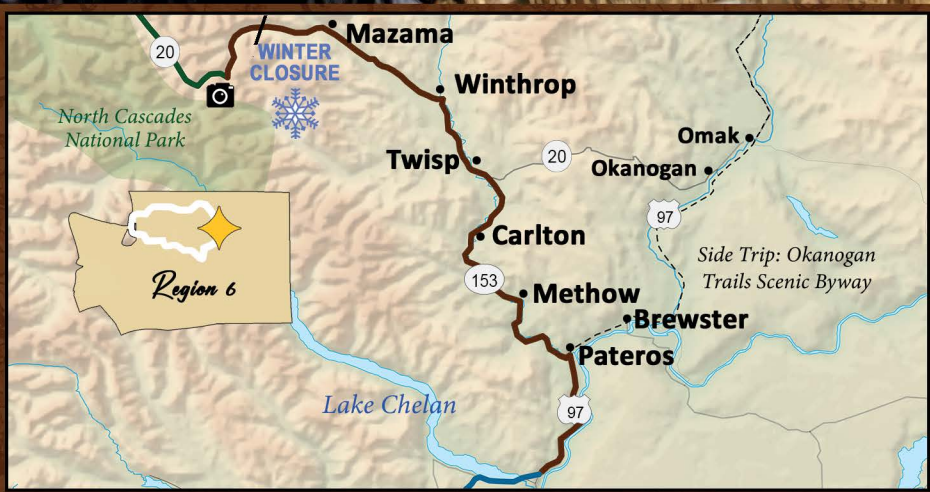 Mazama
20
WINTER
CLOSURE
Winthrop
North Cascades
National Park
Omak
Twisp
20
Okanogan
97
Carlton
Side Trip: Okanogan
Trails Scenic Byway
153
Region 6
Methow
Brewster
Pateros
Lake Chelan
97